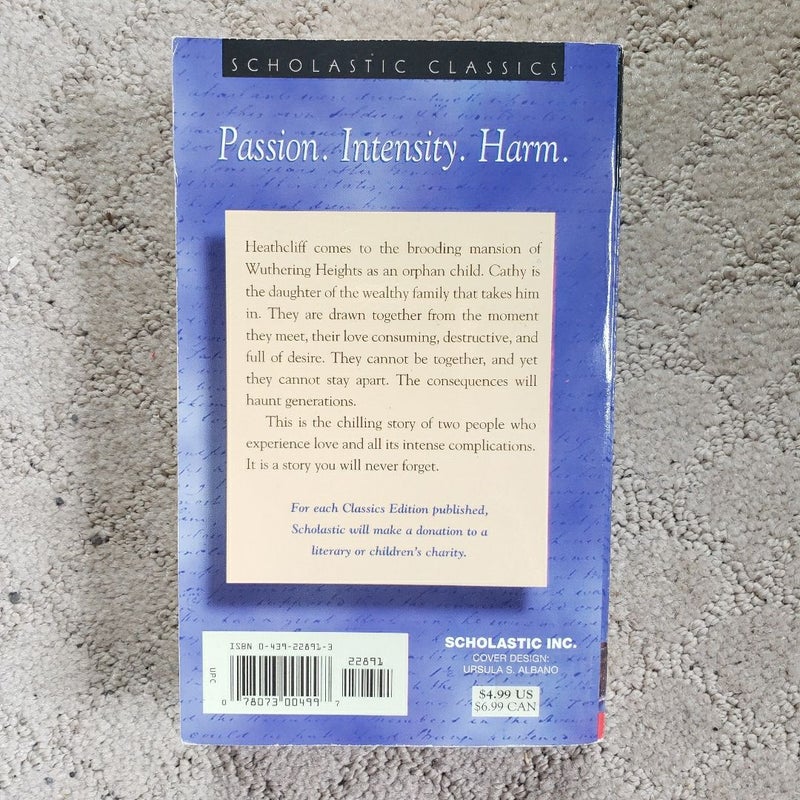 SCHOLASTIC CLASSICS
Passion. Intensity. Harm.
Heathcliff comes to the brooding mansion of
Wuthering Heights as an orphan child. Cathy is
the daughter of the wealthy family that takes him
in. They are drawn together from the moment
they meet, their love consuming, destructive, and
full of desire. They cannot be together, and yet
they cannot stay apart. The consequences will
haunt generations.
This is the chilling story of two people who
experience love and all its intense complications.
It is a story you will never forget.
For each Classics Edition published,
Scholastic will make a donation to a
literary or children's charity.
ISBN 0-439-22891-3
22891
UPC
0 78073 00499 7
SCHOLASTIC INC.
COVER DESIGN:
URSULA S. ALBANO
$4.99 US
$6.99 CAN